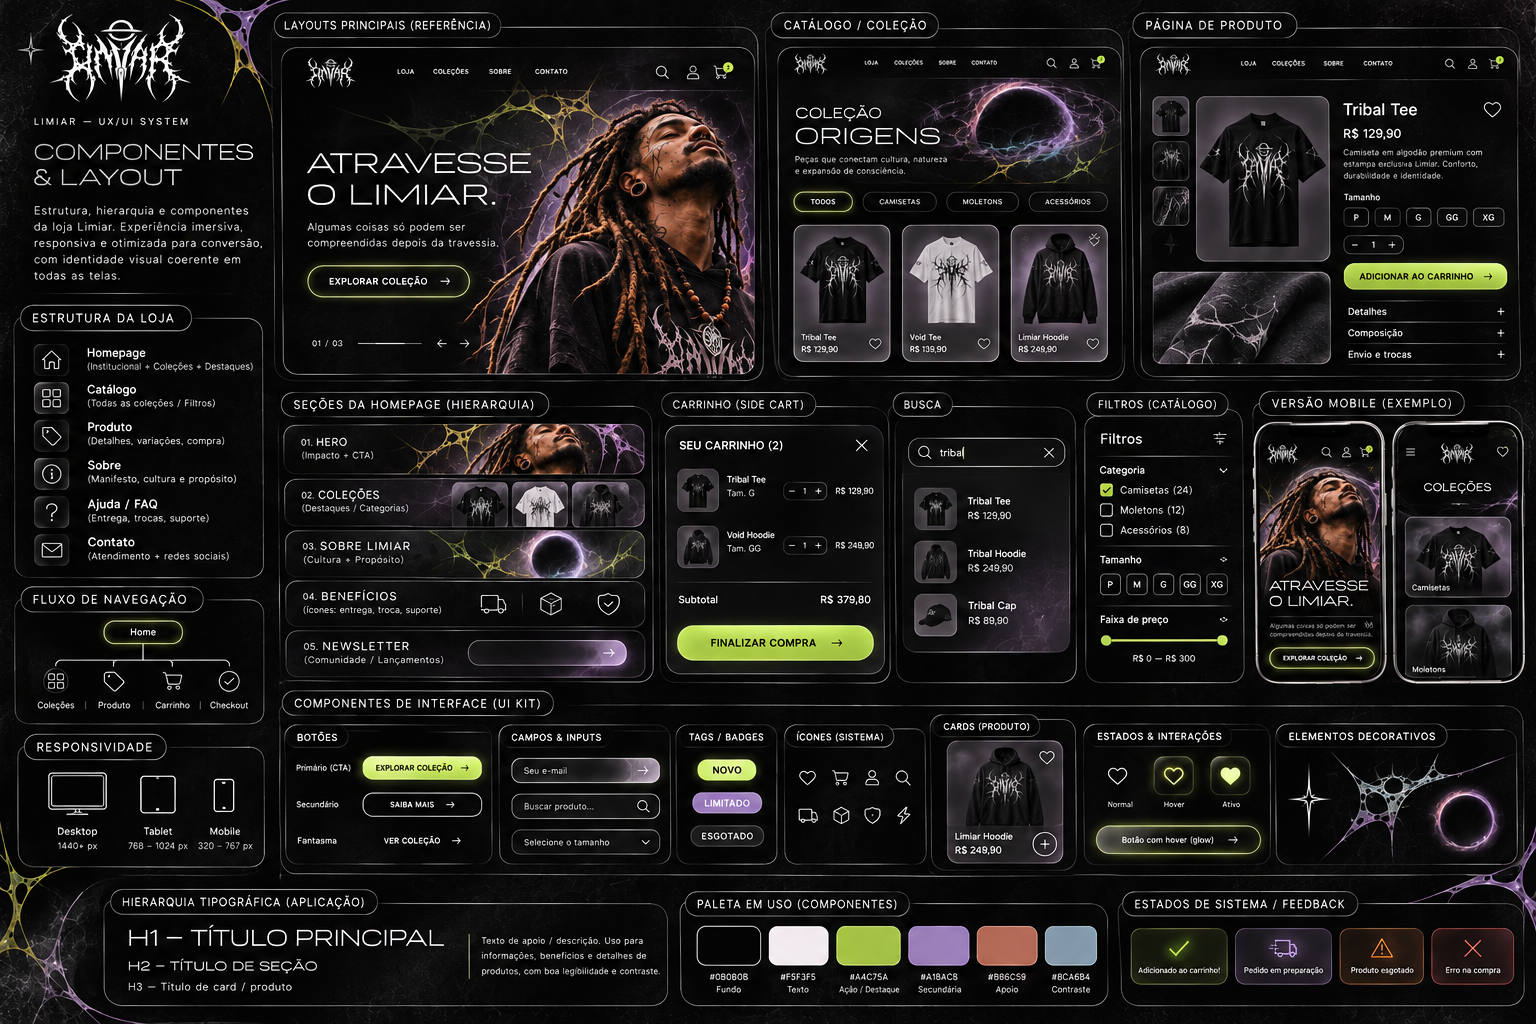 LIMIAR — UX/UI SYSTEM
COMPONENTES
& LAYOUT
Estrutura, hierarquia e componentes
da loja Limiar. Experiência imersiva,
responsiva e otimizada para conversão,
com identidade visual coerente em
todas as telas.
ESTRUTURA DA LOJA
Homepage
(Institucional + Coleções + Destaques)
Catálogo
(Todas as coleções / Filtros)
Produto
(Detalhes, variações, compra)
Sobre
(Manifesto, cultura e propósito)
Ajuda / FAQ
(Entrega, trocas, suporte)
Contato
(Atendimento + redes sociais)
FLUXO DE NAVEGAÇÃO
Home
Coleções | Produto | Carrinho | Checkout
RESPONSIVIDADE
Desktop
1440+ px
Tablet
768 – 1024 px
Mobile
320 – 767 px
LAYOUTS PRINCIPAIS (REFERÊNCIA)
LOJA COLEÇÕES SOBRE CONTATO
ATRAVESSE
O LIMIAR.
Algumas coisas só podem ser
compreendidas depois da travessia.
EXPLORAR COLEÇÃO →
01 / 03 ← →
CATÁLOGO / COLEÇÃO
LOJA COLEÇÕES SOBRE CONTATO
COLEÇÃO
ORIGENS
Peças que conectam cultura, natureza
e expansão de consciência.
TODOS CAMISETAS MOLETONS ACESSÓRIOS
Tribal Tee
R$ 129,90
Void Tee
R$ 139,90
Limiar Hoodie
R$ 249,90
PÁGINA DE PRODUTO
LOJA COLEÇÕES SOBRE CONTATO
Tribal Tee
R$ 129,90
Camiseta em algodão premium com
estampa exclusiva Limiar. Conforto,
durabilidade e identidade.
Tamanho
P M G GG XG
− 1 +
ADICIONAR AO CARRINHO →
Detalhes +
Composição +
Envio e trocas +
SEÇÕES DA HOMEPAGE (HIERARQUIA)
01. HERO
(Impacto + CTA)
02. COLEÇÕES
(Destaques / Categorias)
03. SOBRE LIMIAR
(Cultura + Propósito)
04. BENEFÍCIOS
(ícones: entrega, troca, suporte)
05. NEWSLETTER
(Comunidade / Lançamentos)
CARRINHO (SIDE CART)
SEU CARRINHO (2)
Tribal Tee
Tam. G
− 1 + R$ 129,90
Void Hoodie
Tam. GG
− 1 + R$ 249,90
Subtotal R$ 379,80
FINALIZAR COMPRA →
BUSCA
tribal
Tribal Tee
R$ 129,90
Tribal Hoodie
R$ 249,90
Tribal Cap
R$ 89,90
FILTROS (CATÁLOGO)
Filtros
Categoria
Camisetas (24)
Moletons (12)
Acessórios (8)
Tamanho
P M G GG XG
Faixa de preço
R$ 0 — R$ 300
VERSÃO MOBILE (EXEMPLO)
ATRAVESSE
O LIMIAR.
Algumas coisas só podem ser
compreendidas depois da travessia.
EXPLORAR COLEÇÃO →
COLEÇÕES
Camisetas
Moletons
COMPONENTES DE INTERFACE (UI KIT)
BOTÕES
Primário (CTA) EXPLORAR COLEÇÃO →
Secundário SAIBA MAIS →
Fantasma VER COLEÇÃO →
CAMPOS & INPUTS
Seu e-mail →
Buscar produto...
Selecione o tamanho
TAGS / BADGES
NOVO
LIMITADO
ESGOTADO
ÍCONES (SISTEMA)
CARDS (PRODUTO)
Limiar Hoodie
R$ 249,90
ESTADOS & INTERAÇÕES
Normal Hover Ativo
Botão com hover (glow) →
ELEMENTOS DECORATIVOS
HIERARQUIA TIPOGRÁFICA (APLICAÇÃO)
H1 — TÍTULO PRINCIPAL
H2 — TÍTULO DE SEÇÃO
H3 — Título de card / produto
Texto de apoio / descrição. Uso para
informações, benefícios e detalhes de
produtos, com boa legibilidade e contraste.
PALETA EM USO (COMPONENTES)
#0B0B0B
Fundo
#F5F3F5
Texto
#A4C75A
Ação / Destaque
#A18AC8
Secundária
#B86C59
Apoio
#8CA6B4
Contraste
ESTADOS DE SISTEMA / FEEDBACK
Adicionado ao carrinho!
Pedido em preparação
Produto esgotado
Erro na compra